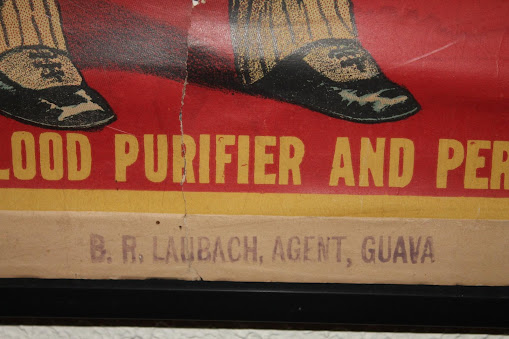 LOOD PURIFIER AND PER
B. R. LAUBACH, AGENT, GUAVA